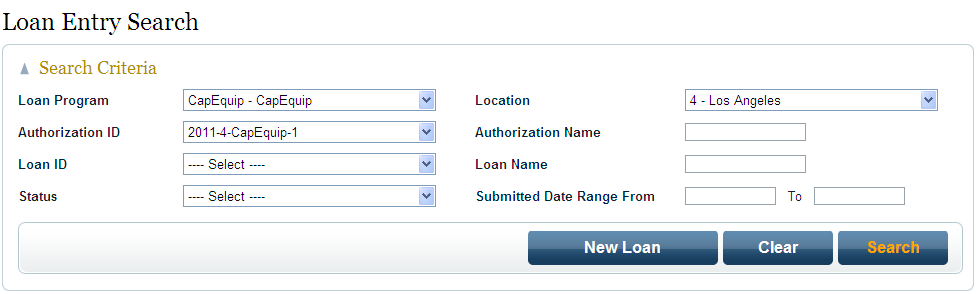 Loan Entry Search
Search Criteria
Loan Program CapEquip - CapEquip Location 4 - Los Angeles
Authorization ID 2011-4-CapEquip-1 Authorization Name
Loan ID ---- Select ---- Loan Name
Status ---- Select ---- Submitted Date Range From To
New Loan Clear Search